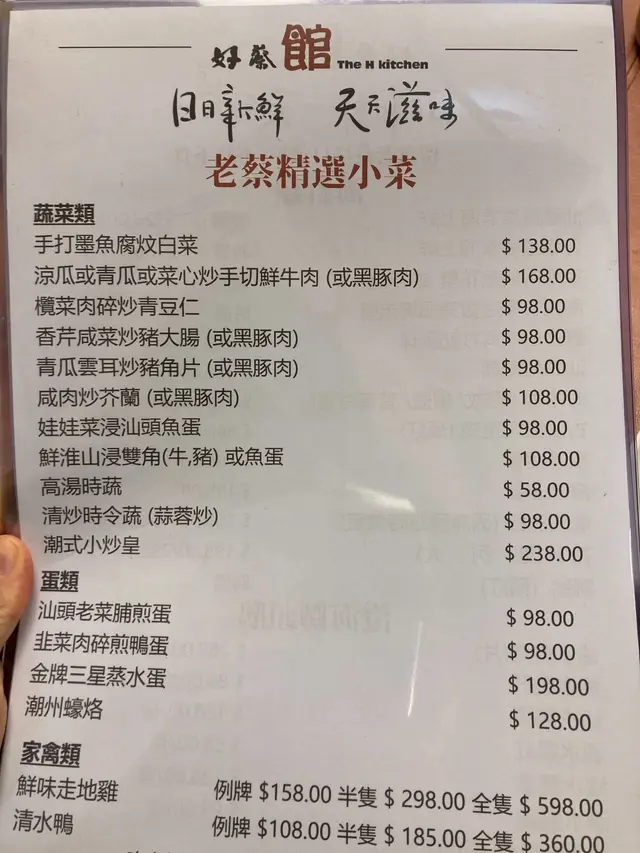 好蔡館 The H kitchen
日日新鮮 天天滋味
老蔡精選小菜
蔬菜類
手打墨魚腐炆白菜 $ 138.00
涼瓜或青瓜或菜心炒手切鮮牛肉 (或黑豚肉) $ 168.00
欖菜肉碎炒青豆仁 $ 98.00
香芹咸菜炒豬大腸 (或黑豚肉) $ 98.00
青瓜雲耳炒豬角片 (或黑豚肉) $ 98.00
咸肉炒芥蘭 (或黑豚肉) $ 108.00
娃娃菜浸汕頭魚蛋 $ 98.00
鮮淮山浸雙角(牛,豬) 或魚蛋 $ 108.00
高湯時蔬 $ 58.00
清炒時令蔬 (蒜蓉炒) $ 98.00
潮式小炒皇 $ 238.00
蛋類
汕頭老菜脯煎蛋 $ 98.00
韭菜肉碎煎鴨蛋 $ 98.00
金牌三星蒸水蛋 $ 198.00
潮州蠔烙 $ 128.00
家禽類
鮮味走地雞 例牌 $158.00 半隻 $ 298.00 全隻 $ 598.00
清水鴨 例牌 $108.00 半隻 $ 185.00 全隻 $ 360.00